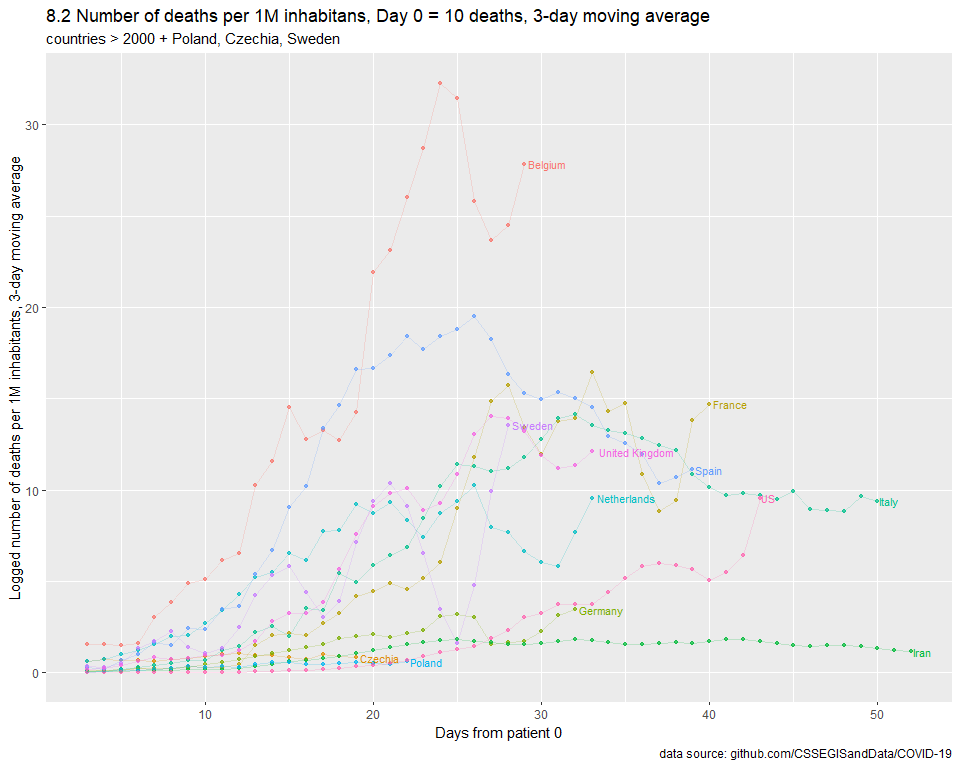 8.2 Number of deaths per 1M inhabitans, Day 0 = 10 deaths, 3-day moving average
countries > 2000 + Poland, Czechia, Sweden
Logged number of deaths per 1M inhabitants, 3-day moving average
30
20
10
0
Belgium
France
Sweden
United Kingdom
Spain
Netherlands
US
Italy
Germany
Iran
Czechia
Poland
10
20
30
40
50
Days from patient 0
data source: github.com/CSSEGISandData/COVID-19